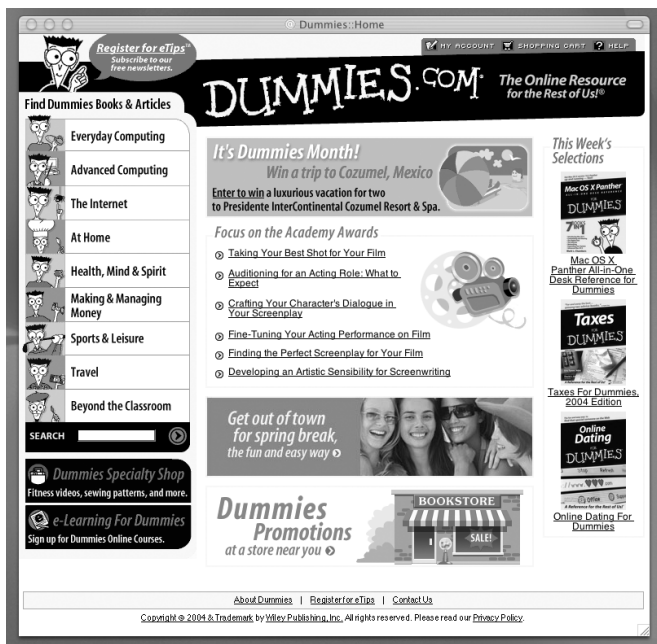 Dummies::Home
Register for eTips™
Subscribe to our
free newsletters.
MY ACCOUNT SHOPPING CART ? HELP
DUMMIES.COM®
The Online Resource
for the Rest of Us!®
Find Dummies Books & Articles
Everyday Computing
Advanced Computing
The Internet
At Home
Health, Mind & Spirit
Making & Managing
Money
Sports & Leisure
Travel
Beyond the Classroom
SEARCH
Dummies Specialty Shop
Fitness videos, sewing patterns, and more.
e-Learning For Dummies
Sign up for Dummies Online Courses.
It's Dummies Month!
Win a trip to Cozumel, Mexico
Enter to win a luxurious vacation for two
to Presidente InterContinental Cozumel Resort & Spa.
Focus on the Academy Awards
Taking Your Best Shot for Your Film
Auditioning for an Acting Role: What to
Expect
Crafting Your Character's Dialogue in
Your Screenplay
Fine-Tuning Your Acting Performance on Film
Finding the Perfect Screenplay for Your Film
Developing an Artistic Sensibility for Screenwriting
Get out of town
for spring break,
the fun and easy way
Dummies
Promotions
at a store near you
BOOKSTORE
SALE!
This Week's
Selections
Mac OS X Panther
DUMMIES
7 BOOKS IN 1
Mac OS X
Panther All-in-One
Desk Reference for
Dummies
Taxes
FOR
DUMMIES
Taxes For Dummies,
2004 Edition
Online
Dating
FOR
DUMMIES
Online Dating For
Dummies
About Dummies | Register for eTips | Contact Us
Copyright © 2004 & Trademark by Wiley Publishing, Inc. All rights reserved. Please read our Privacy Policy.